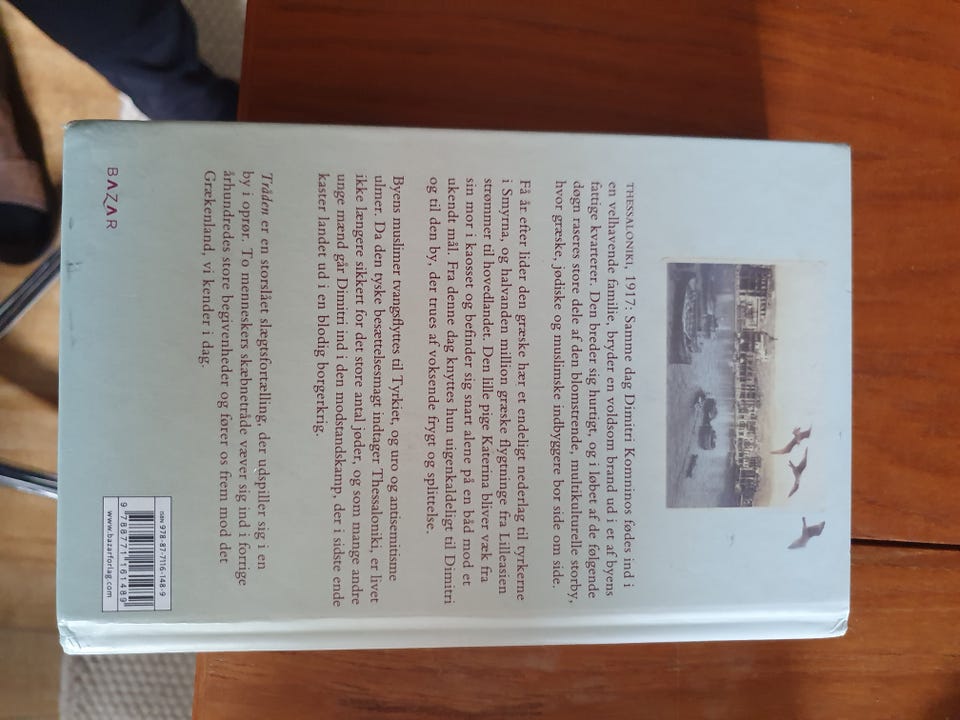 THESSALONIKI, 1917: Samme dag Dimitri Komninos fødes ind i
en velhavende familie, bryder en voldsom brand ud i et af byens
fattige kvarterer. Den breder sig hurtigt, og i løbet af de følgende
døgn raseres store dele af den blomstrende, multikulturelle storby,
hvor græske, jødiske og muslimske indbyggere bor side om side.
Få år efter lider den græske hær et endeligt nederlag til tyrkerne
i Smyrna, og halvanden million græske flygtninge fra Lilleasien
strømmer til hovedlandet. Den lille pige Katerina bliver væk fra
sin mor i kaosset og befinder sig snart alene på en båd mod et
ukendt mål. Fra denne dag knyttes hun uigenkaldeligt til Dimitri
og til den by, der trues af voksende frygt og splittelse.
Byens muslimer tvangsflyttes til Tyrkiet, og uro og antisemitisme
ulmer. Da den tyske besættelsesmagt indtager Thessaloniki, er livet
ikke længere sikkert for det store antal jøder, og som mange andre
unge mænd går Dimitri ind i den modstandskamp, der i sidste ende
kaster landet ud i en blodig borgerkrig.
Tråden er en storslået slægtsfortælling, der udspiller sig i en
by i oprør. To menneskers skæbnetråde væver sig ind i forrige
århundredes store begivenheder og fører os frem mod det
Grækenland, vi kender i dag.
BAZAR
ISBN 978-87-7116-148-9
9 788771 161489
www.bazarforlag.com